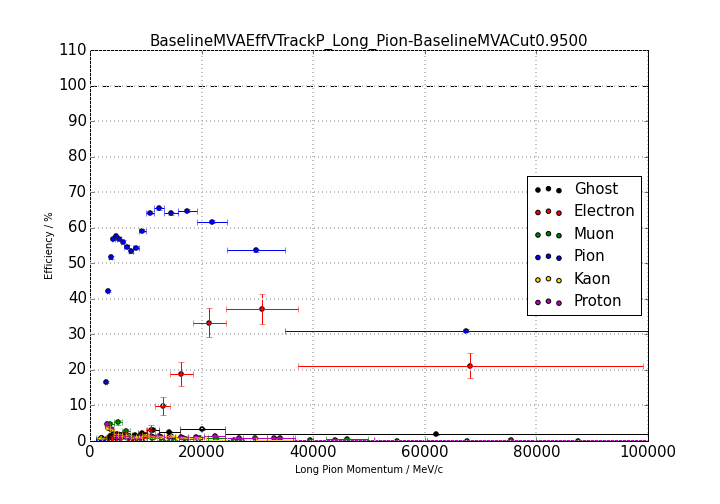 BaselineMVAEffVTrackP_Long_Pion-BaselineMVACut0.9500
110
100
90
80
70
60
50
40
30
20
10
0
Efficiency / %
Ghost
Electron
Muon
Pion
Kaon
Proton
0 20000 40000 60000 80000 100000
Long Pion Momentum / MeV/c